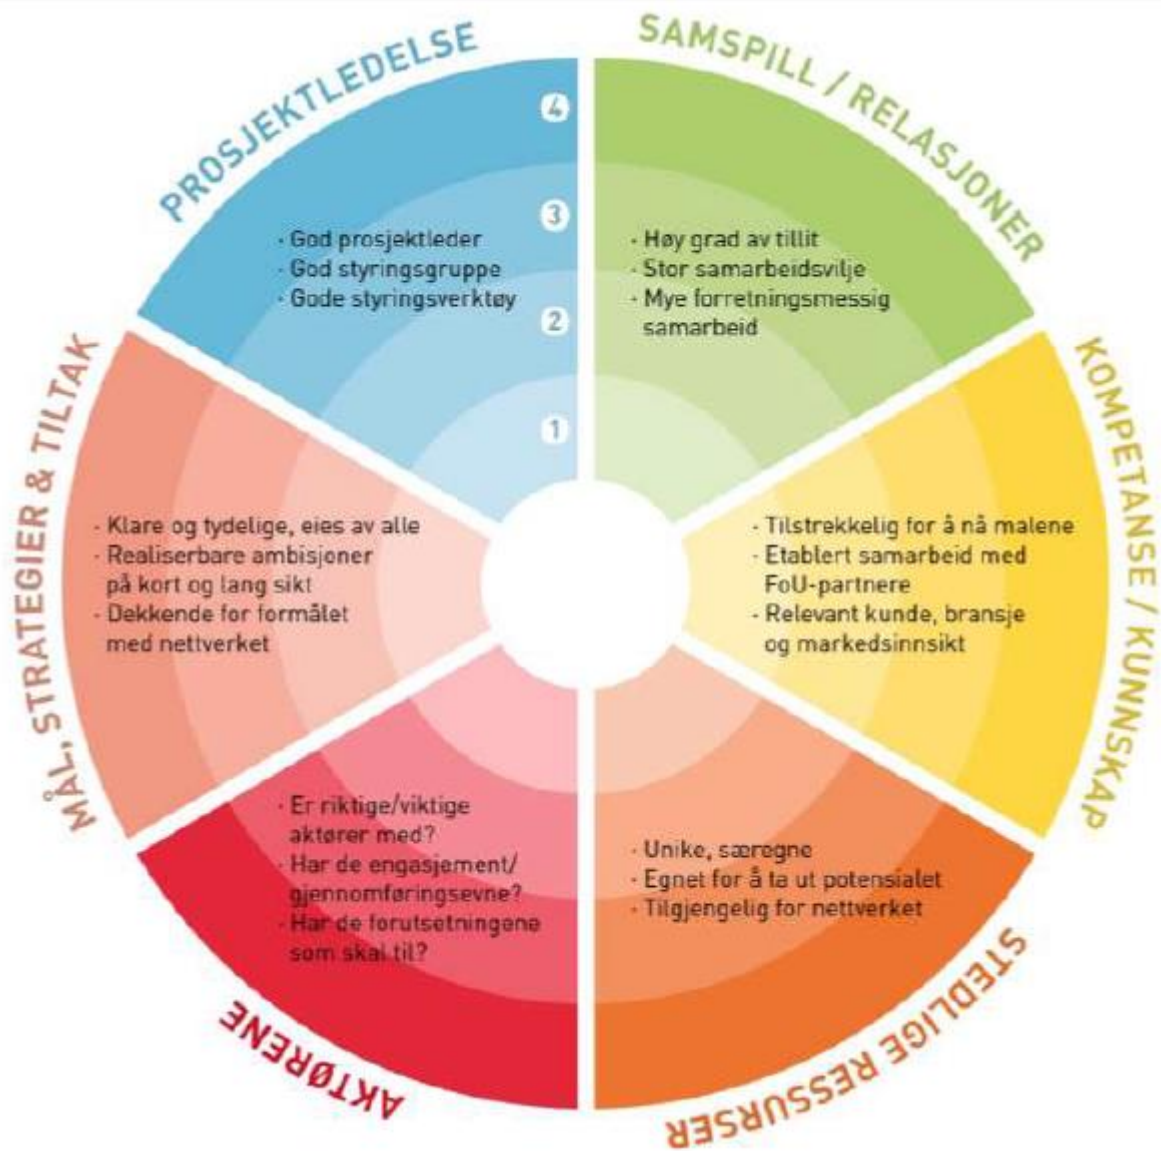 PROSJEKTLEDELSE
4
3
2
1
· God prosjektleder
· God styringsgruppe
· Gode styringsverktøy
SAMSPILL / RELASJONER
· Høy grad av tillit
· Stor samarbeidsvilje
· Mye forretningsmessig
samarbeid
KOMPETANSE / KUNNSKAP
· Tilstrekkelig for å nå malene
· Etablert samarbeid med
FoU-partnere
· Relevant kunde, bransje
og markedsinnsikt
STEDLIGE RESSURSER
· Unike, særegne
· Egnet for å ta ut potensialet
· Tilgjengelig for nettverket
AKTØRENE
· Er riktige/viktige
aktører med?
· Har de engasjement/
gjennomføringsevne?
· Har de forutsetningene
som skal til?
MÅL, STRATEGIER & TILTAK
· Klare og tydelige, eies av alle
· Realiserbare ambisjoner
på kort og lang sikt
· Dekkende for formålet
med nettverket